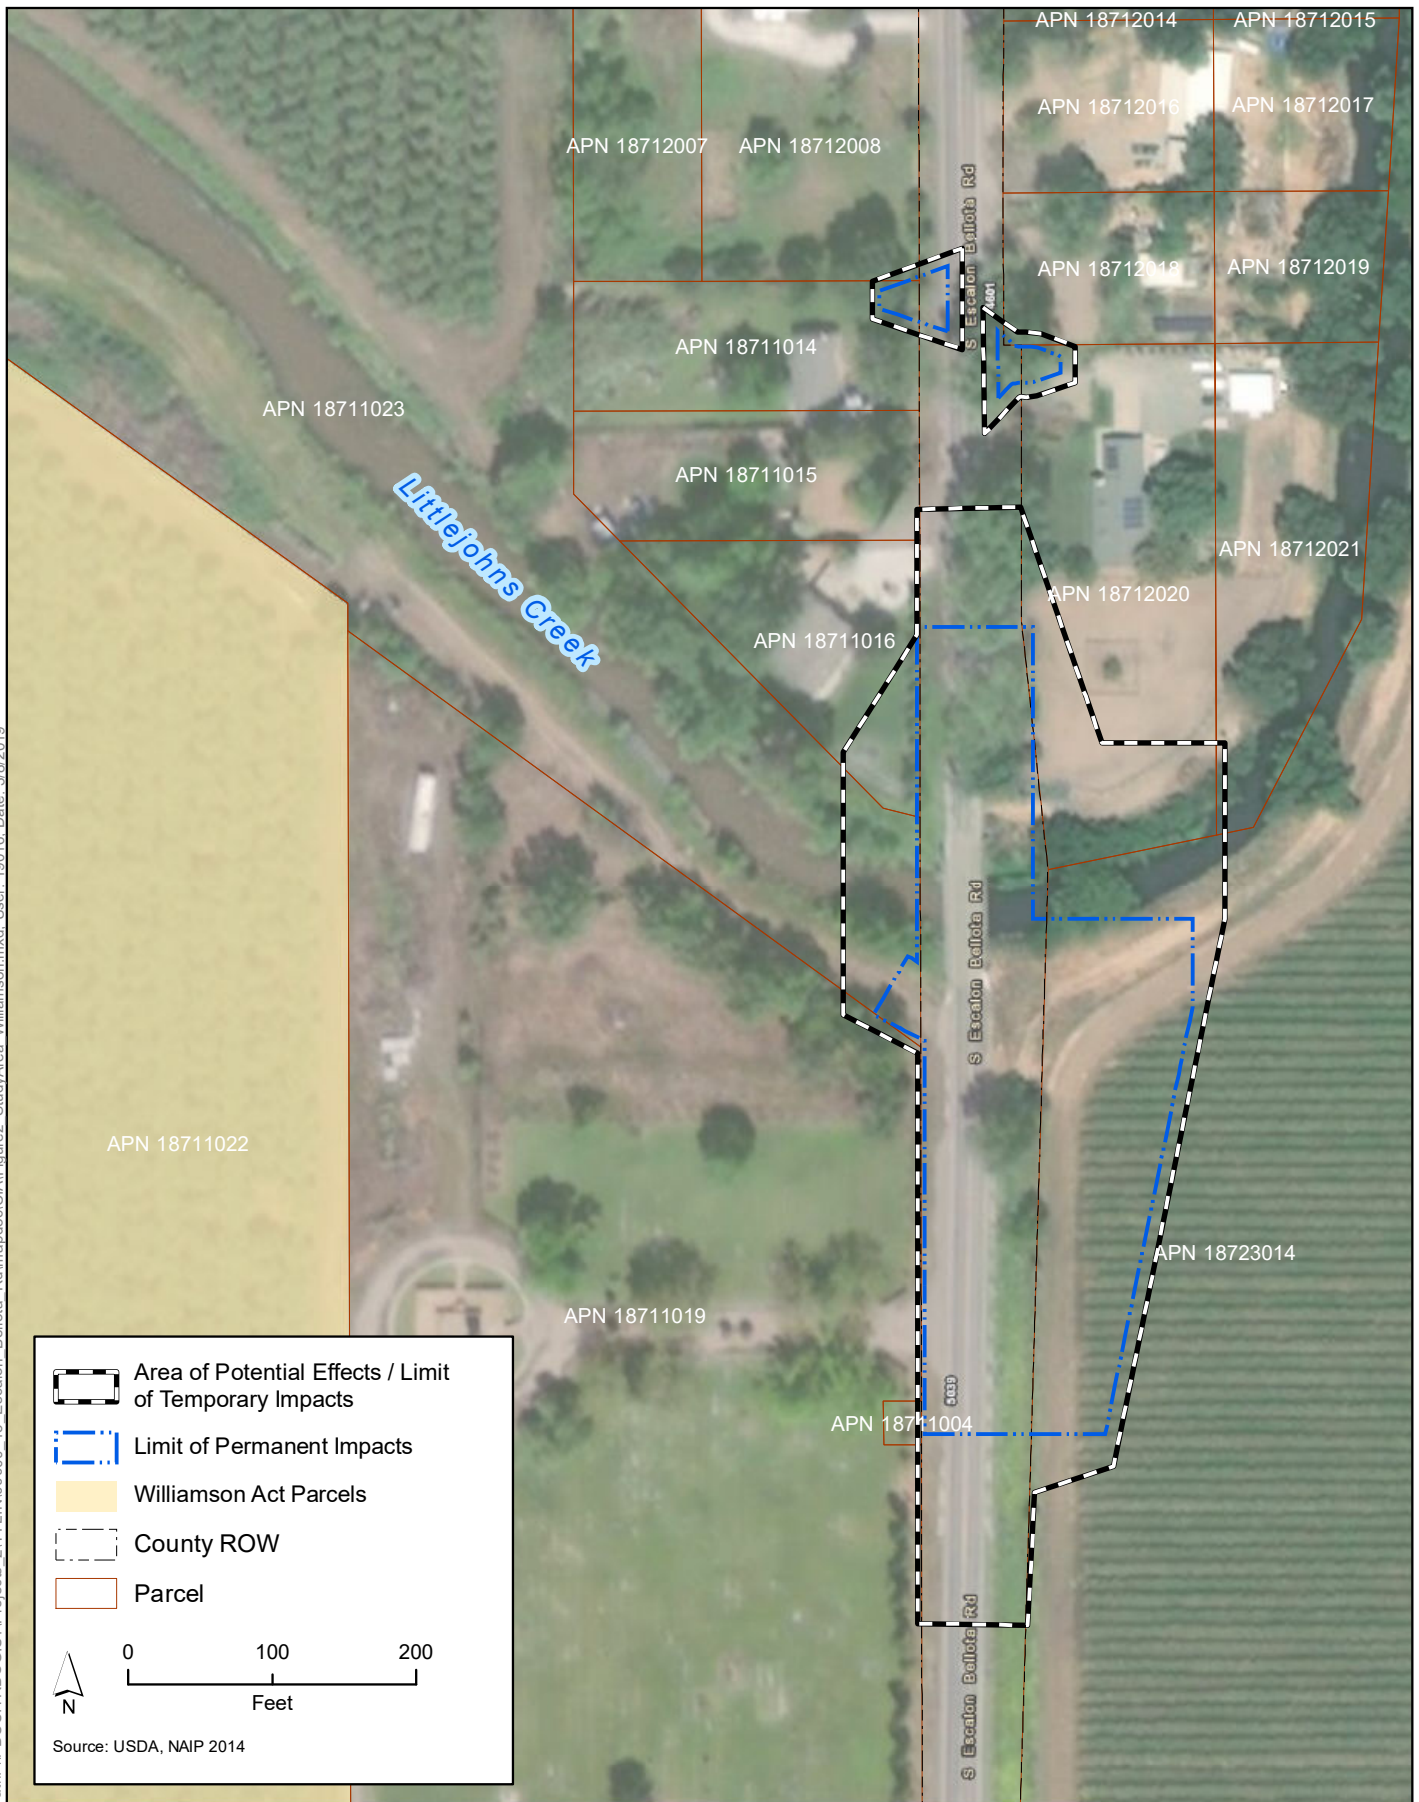 APN 18712014
APN 18712015
APN 18712016
APN 18712017
APN 18712007
APN 18712008
S Escalon Bellota Rd
APN 18712018
APN 18712019
4601
APN 18711014
APN 18711023
APN 18711015
Littlejohns Creek
APN 18712021
APN 18712020
APN 18711016
S Escalon Bellota Rd
APN 18711022
APN 18723014
APN 18711019
5039
APN 18711004
S Escalon Bellota Rd
Area of Potential Effects / Limit
of Temporary Impacts
Limit of Permanent Impacts
Williamson Act Parcels
County ROW
Parcel
0 100 200
Feet
N
Source: USDA, NAIP 2014